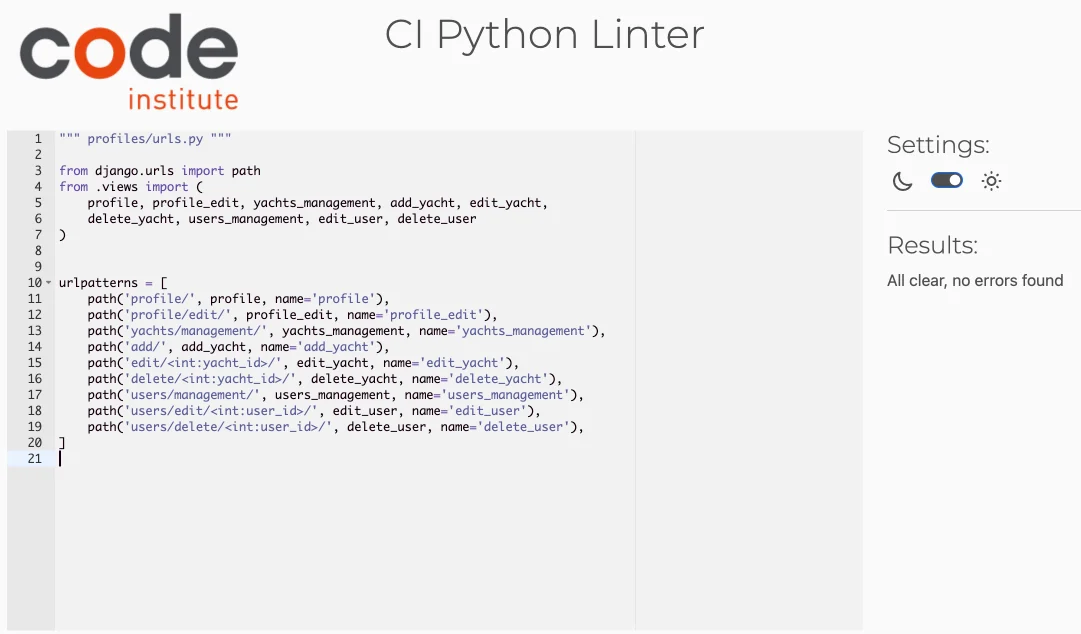 code
institute
CI Python Linter
1 """ profiles/urls.py """
2
3 from django.urls import path
4 from .views import (
5     profile, profile_edit, yachts_management, add_yacht, edit_yacht,
6     delete_yacht, users_management, edit_user, delete_user
7 )
8
9
10 urlpatterns = [
11     path('profile/', profile, name='profile'),
12     path('profile/edit/', profile_edit, name='profile_edit'),
13     path('yachts/management/', yachts_management, name='yachts_management'),
14     path('add/', add_yacht, name='add_yacht'),
15     path('edit/<int:yacht_id>/', edit_yacht, name='edit_yacht'),
16     path('delete/<int:yacht_id>/', delete_yacht, name='delete_yacht'),
17     path('users/management/', users_management, name='users_management'),
18     path('users/edit/<int:user_id>/', edit_user, name='edit_user'),
19     path('users/delete/<int:user_id>/', delete_user, name='delete_user'),
20 ]
21
Settings:
Results:
All clear, no errors found